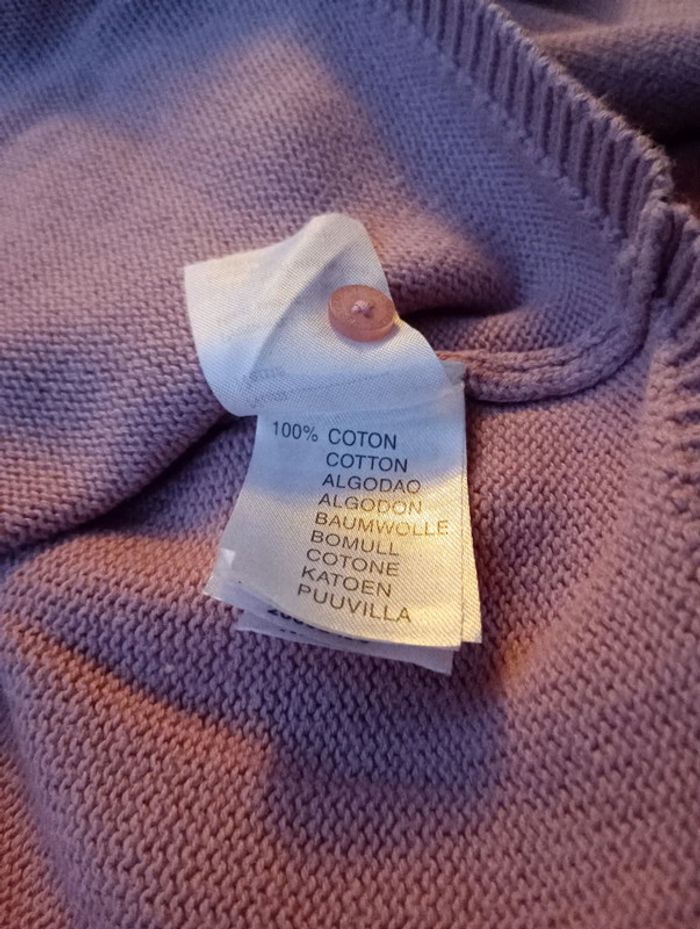 100% COTON
COTTON
ALGODAO
ALGODON
BAUMWOLLE
BOMULL
COTONE
KATOEN
PUUVILLA